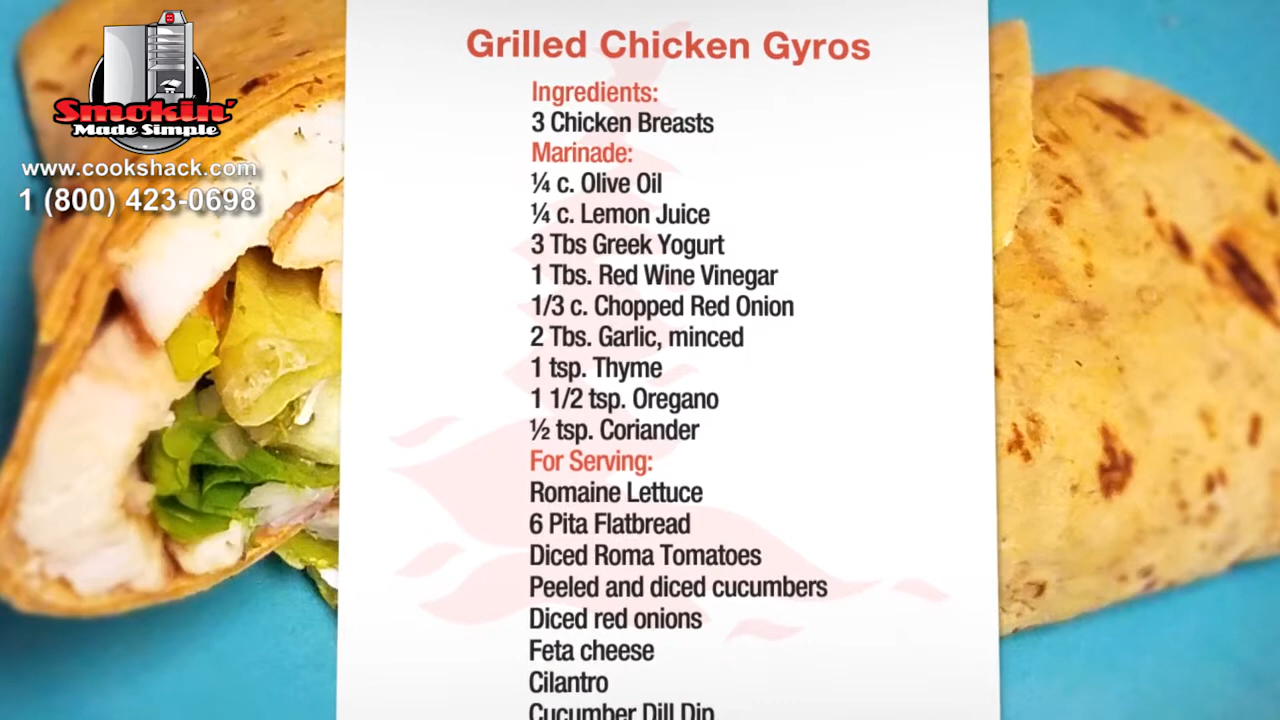 Smokin'
Made Simple
www.cookshack.com
1 (800) 423-0698
Grilled Chicken Gyros
Ingredients:
3 Chicken Breasts
Marinade:
¼ c. Olive Oil
¼ c. Lemon Juice
3 Tbs Greek Yogurt
1 Tbs. Red Wine Vinegar
1/3 c. Chopped Red Onion
2 Tbs. Garlic, minced
1 tsp. Thyme
1 1/2 tsp. Oregano
½ tsp. Coriander
For Serving:
Romaine Lettuce
6 Pita Flatbread
Diced Roma Tomatoes
Peeled and diced cucumbers
Diced red onions
Feta cheese
Cilantro
Cucumber Dill Dip